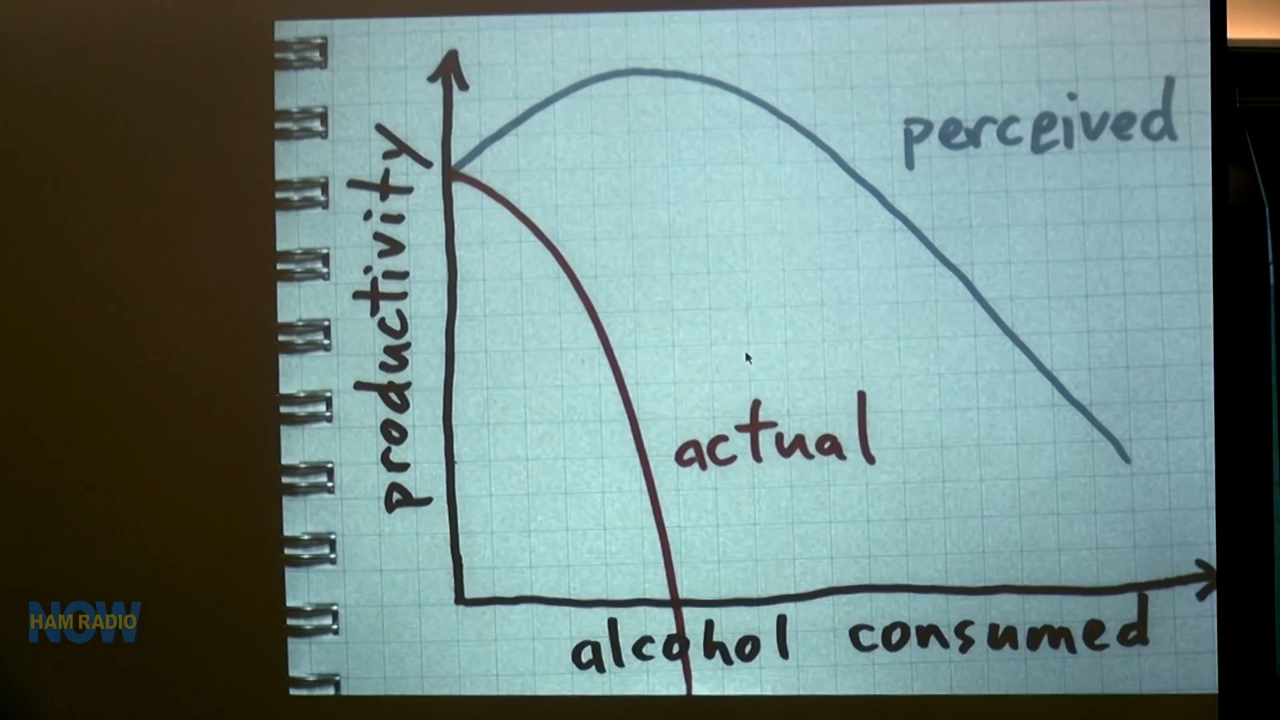 productivity
perceived
actual
alcohol consumed
NOW
HAM RADIO